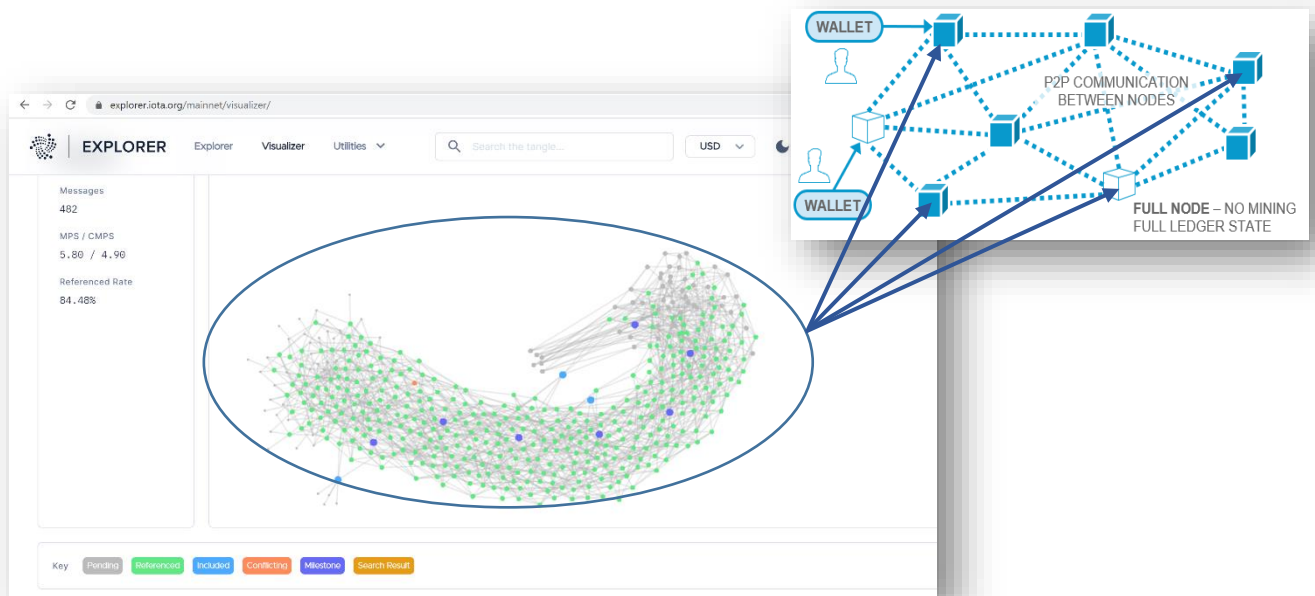 WALLET
P2P COMMUNICATION
BETWEEN NODES
WALLET
FULL NODE – NO MINING
FULL LEDGER STATE
explorer.iota.org/mainnet/visualizer/
EXPLORER Explorer Visualizer Utilities Search the tangle... USD
Messages
482
MPS / CMPS
5.80 / 4.90
Referenced Rate
84.48%
Key Pending Referenced Included Conflicting Milestone Search Result